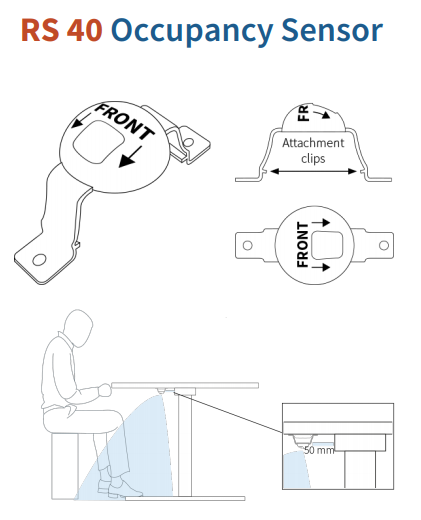 RS 40 Occupancy Sensor
FRONT
FR
Attachment
clips
FRONT
50 mm